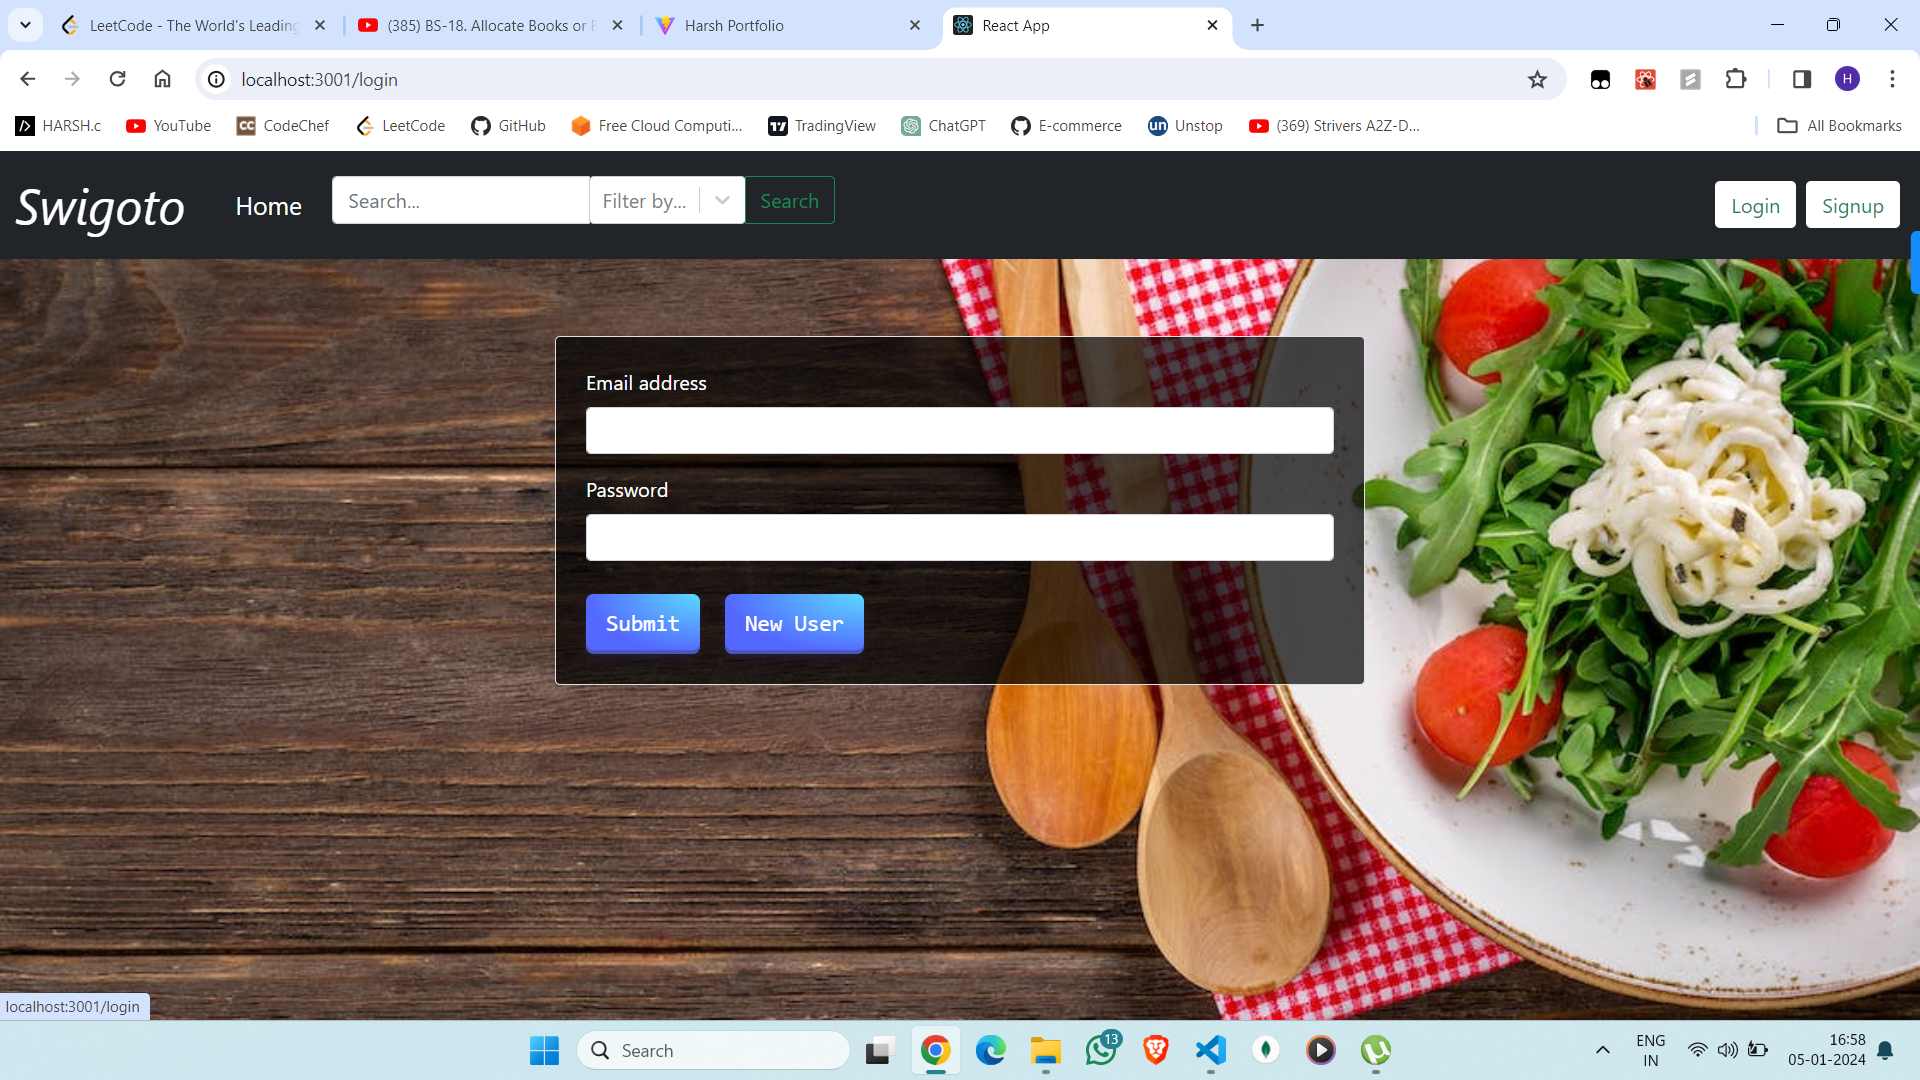 LeetCode - The World's Leading
(385) BS-18. Allocate Books or B
Harsh Portfolio
React App
localhost:3001/login
H
HARSH.c
YouTube
CodeChef
LeetCode
GitHub
Free Cloud Computi...
TradingView
ChatGPT
E-commerce
Unstop
(369) Strivers A2Z-D...
All Bookmarks
Swigoto
Home
Search...
Filter by...
Search
Login
Signup
Email address
Password
Submit
New User
localhost:3001/login
Search
13
ENG
IN
16:58
05-01-2024